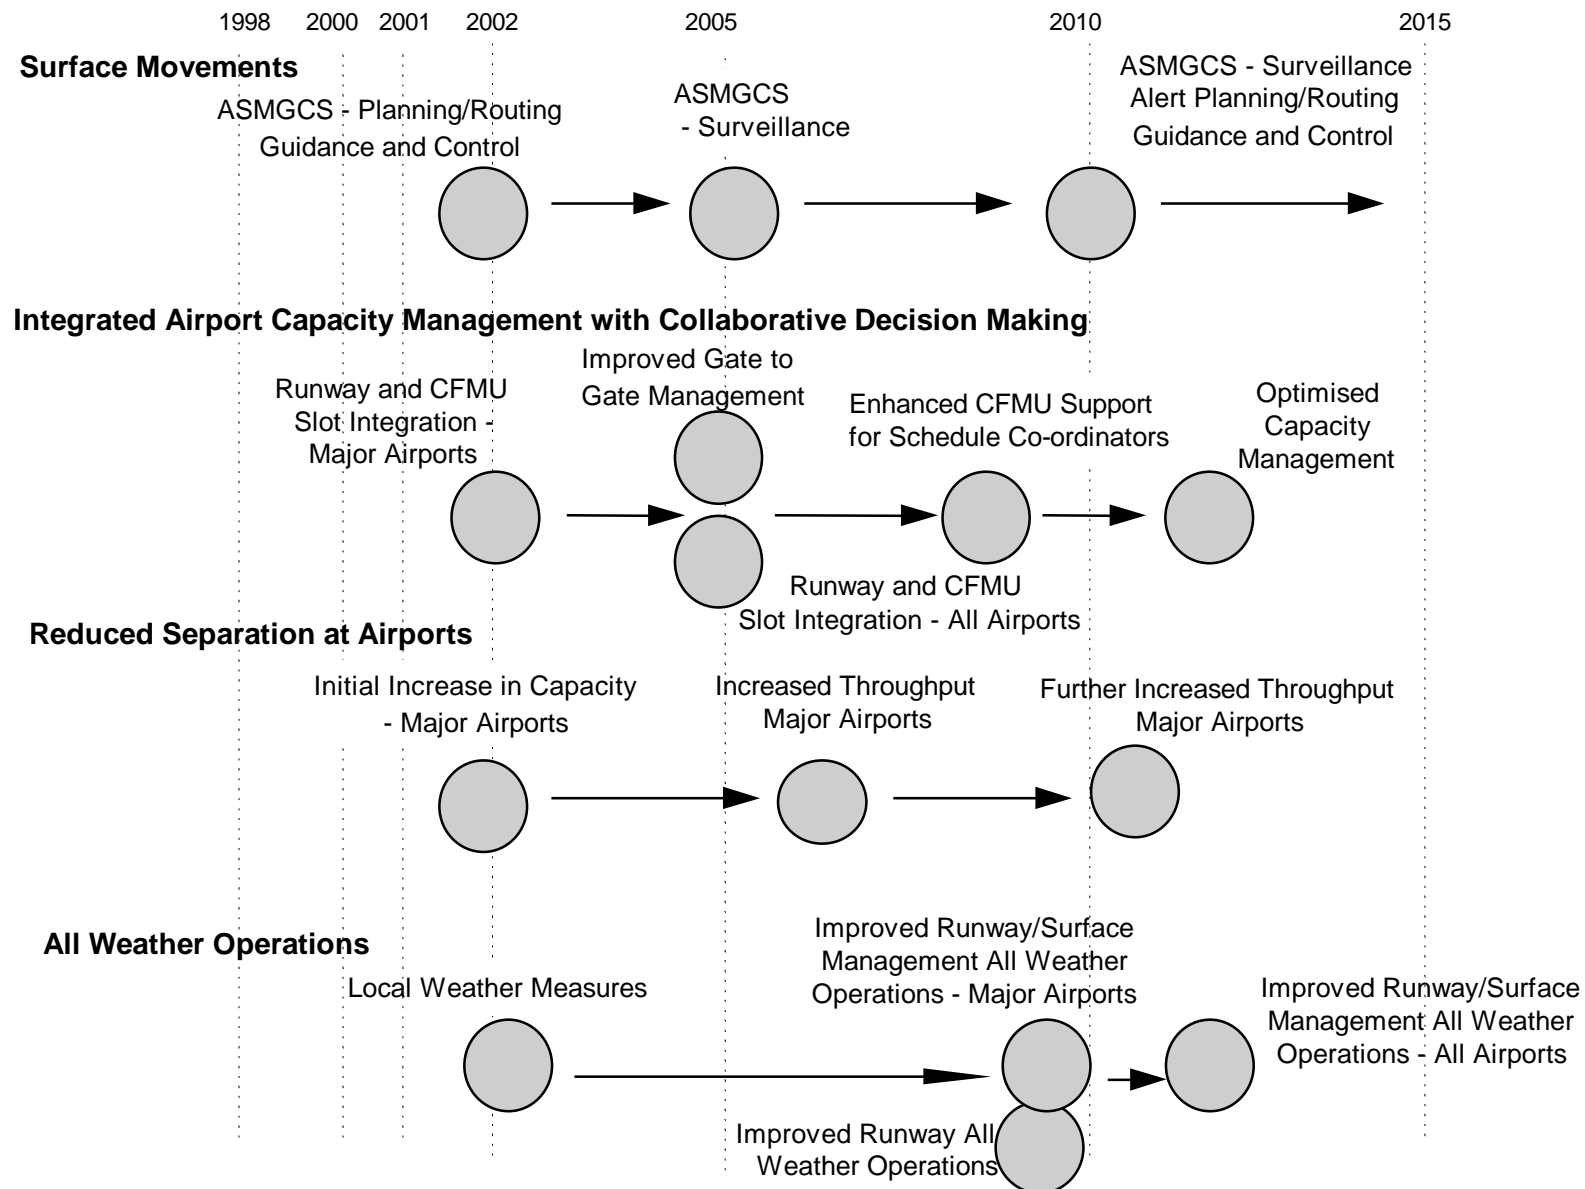 1998 2000 2001 2002 2005 2010 2015
Surface Movements
ASMGCS - Planning/Routing
Guidance and Control
ASMGCS
- Surveillance
ASMGCS - Surveillance
Alert Planning/Routing
Guidance and Control
Integrated Airport Capacity Management with Collaborative Decision Making
Runway and CFMU
Slot Integration -
Major Airports
Improved Gate to
Gate Management
Runway and CFMU
Slot Integration - All Airports
Enhanced CFMU Support
for Schedule Co-ordinators
Optimised
Capacity
Management
Reduced Separation at Airports
Initial Increase in Capacity
- Major Airports
Increased Throughput
Major Airports
Further Increased Throughput
Major Airports
All Weather Operations
Local Weather Measures
Improved Runway/Surface
Management All Weather
Operations - Major Airports
Improved Runway All
Weather Operations
Improved Runway/Surface
Management All Weather
Operations - All Airports